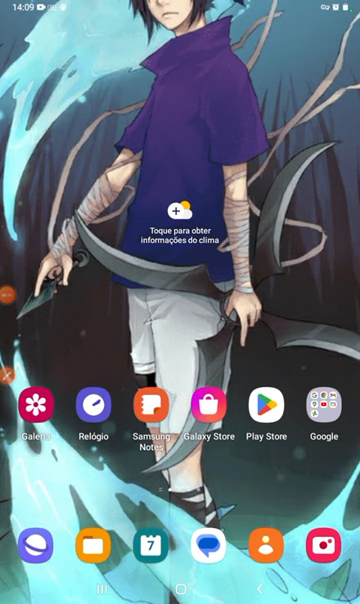 14:09
Toque para obter
informações do clima
Galeria
Relógio
Samsung
Notes
Galaxy Store
Play Store
Google
7